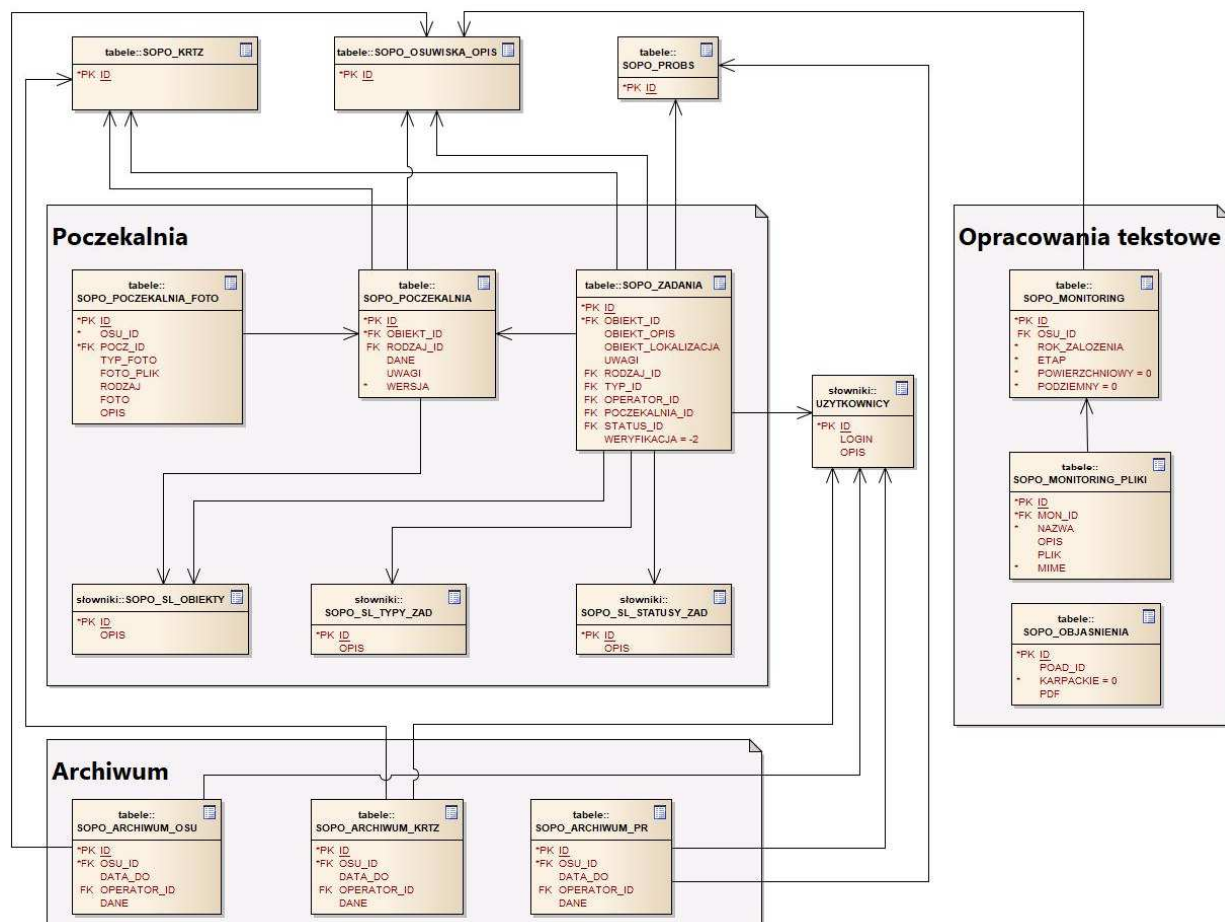 tabele::SOPO_KRTZ
*PK ID
tabele::SOPO_OSUWISKA_OPIS
*PK ID
tabele::
SOPO_PROBS
*PK ID
Poczekalnia
tabele::
SOPO_POCZEKALNIA_FOTO
*PK ID
* OSU_ID
*FK POCZ_ID
TYP_FOTO
FOTO_PLIK
RODZAJ
FOTO
OPIS
tabele::
SOPO_POCZEKALNIA
*PK ID
*FK OBIEKT_ID
FK RODZAJ_ID
DANE
UWAGI
* WERSJA
tabele::SOPO_ZADANIA
*PK ID
*FK OBIEKT_ID
OBIEKT_OPIS
OBIEKT_LOKALIZACJA
UWAGI
FK RODZAJ_ID
FK TYP_ID
FK OPERATOR_ID
FK POCZEKALNIA_ID
FK STATUS_ID
WERYFIKACJA = -2
słowniki::SOPO_SL_OBIEKTY
*PK ID
OPIS
słowniki::
SOPO_SL_TYPY_ZAD
*PK ID
OPIS
słowniki::
SOPO_SL_STATUSY_ZAD
*PK ID
OPIS
słowniki::
UZYTKOWNICY
*PK ID
LOGIN
OPIS
Opracowania tekstowe
tabele::
SOPO_MONITORING
*PK ID
FK OSU_ID
* ROK_ZALOZENIA
* ETAP
* POWIERZCHNIOWY = 0
* PODZIEMNY = 0
tabele::
SOPO_MONITORING_PLIKI
*PK ID
*FK MON_ID
* NAZWA
OPIS
PLIK
* MIME
tabele::
SOPO_OBJASNIENIA
*PK ID
POAD_ID
* KARPACKIE = 0
PDF
Archiwum
tabele::
SOPO_ARCHIWUM_OSU
*PK ID
*FK OSU_ID
DATA_DO
FK OPERATOR_ID
DANE
tabele::
SOPO_ARCHIWUM_KRTZ
*PK ID
*FK OSU_ID
DATA_DO
FK OPERATOR_ID
DANE
tabele::
SOPO_ARCHIWUM_PR
*PK ID
*FK OSU_ID
DATA_DO
FK OPERATOR_ID
DANE